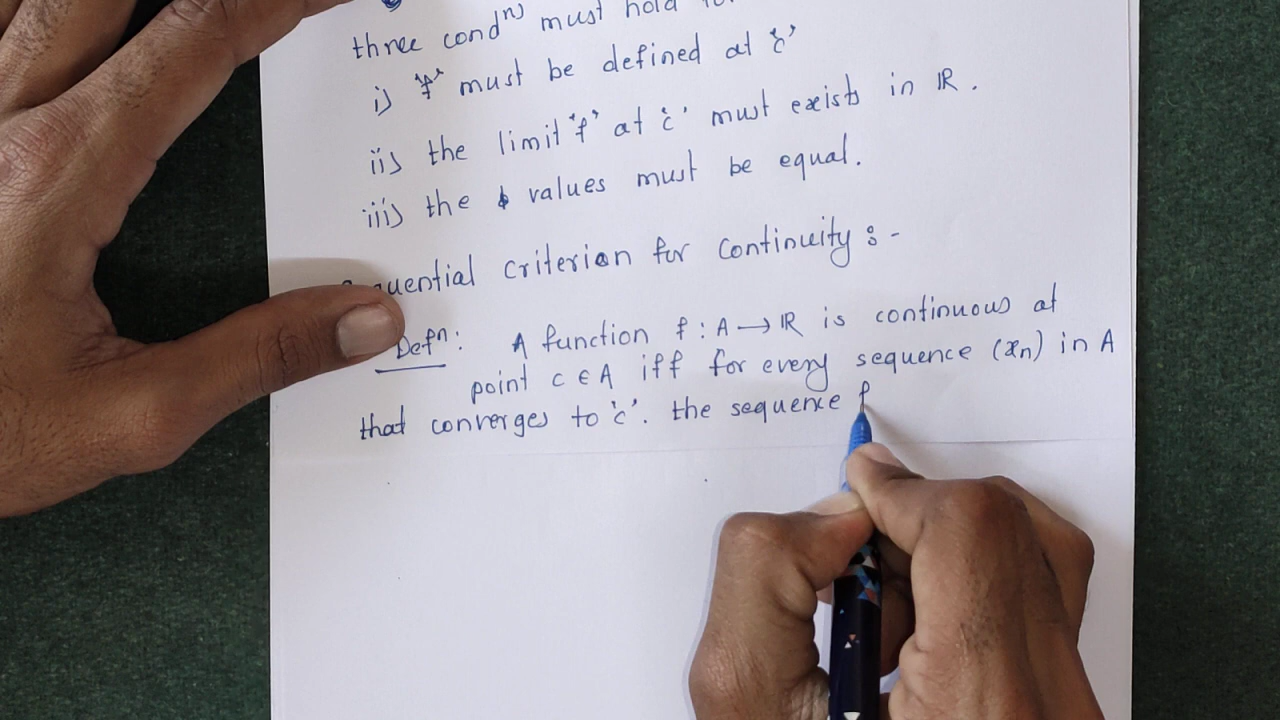 three condⁿ) must hold
i) 'f' must be defined at 'c'
ii) the limit 'f' at 'c' must exists in ℝ.
iii) the values must be equal.
criterion for continuity :-
Defⁿ: A function f : A → ℝ is continuous at
point c ∈ A iff for every sequence (xₙ) in A
that converges to 'c'. the sequence f